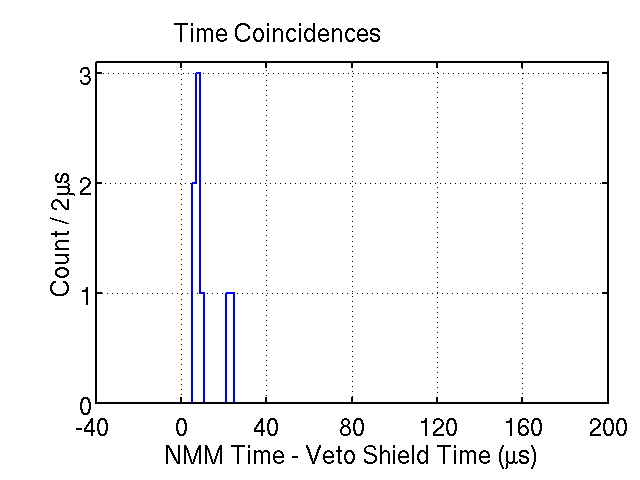 Time Coincidences
3
2
1
0
Count / 2µs
-40 0 40 80 120 160 200
NMM Time - Veto Shield Time (µs)